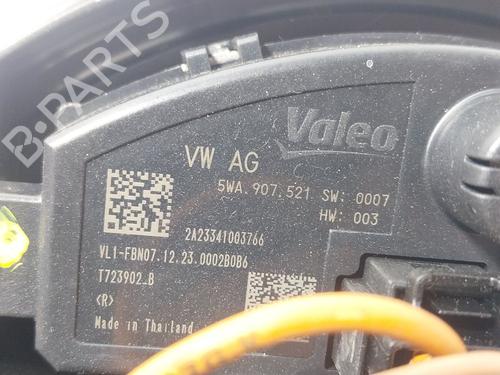 B-PARTS
Valeo
VW AG
5WA.907.521 SW: 0007
HW: 003
2A23341003766
VL1-FBN07.12.23.0002B0B6
T723902_B
<R>
Made in Thailand